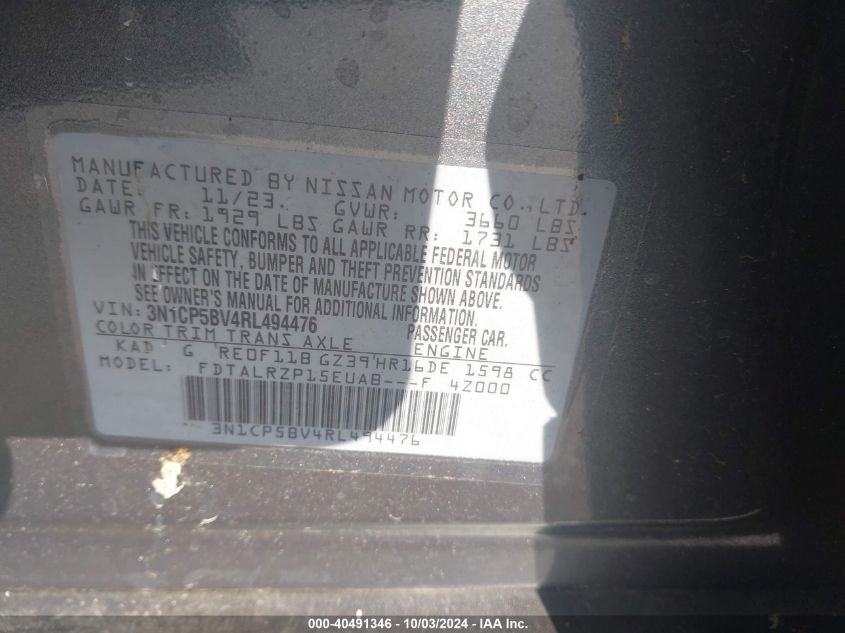 MANUFACTURED BY NISSAN MOTOR CO., LTD.
DATE: 11/23. GVWR: 3660 LBS
GAWR FR: 1929 LBS GAWR RR: 1731 LBS
THIS VEHICLE CONFORMS TO ALL APPLICABLE FEDERAL MOTOR
VEHICLE SAFETY, BUMPER AND THEFT PREVENTION STANDARDS
IN EFFECT ON THE DATE OF MANUFACTURE SHOWN ABOVE.
SEE OWNER'S MANUAL FOR ADDITIONAL INFORMATION.
VIN: 3N1CP5BV4RL494476 PASSENGER CAR.
COLOR TRIM TRANS AXLE ENGINE
KAD G RE0F11B GZ39 HR16DE 1598 CC
MODEL: FDTALRZP15EUAB---F 4Z000
3N1CP5BV4RL494476
000-40491346 - 10/03/2024 - IAA Inc.